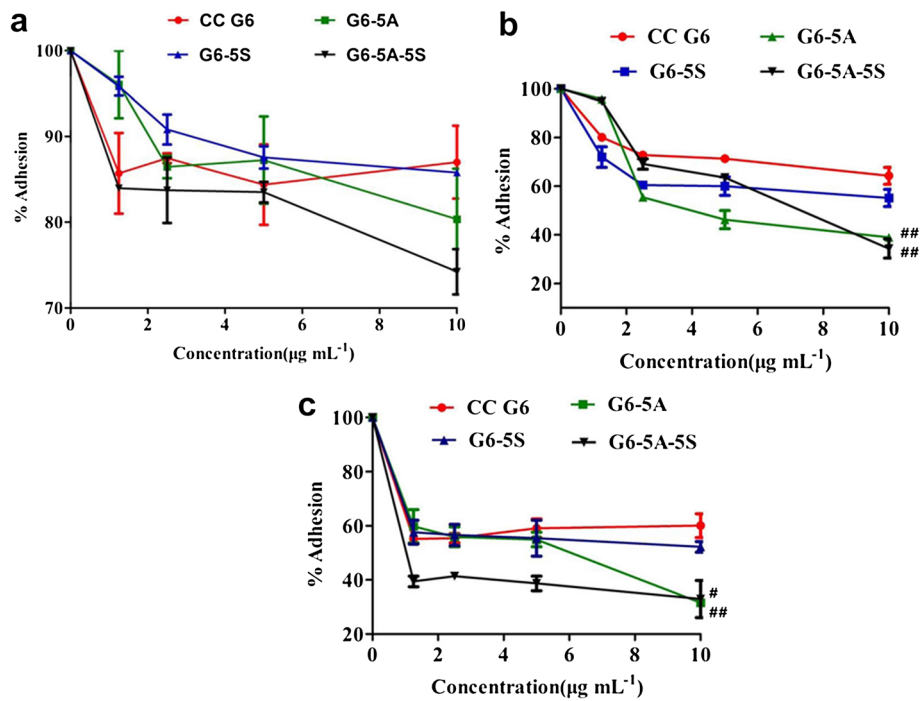 a
CC G6
G6-5A
G6-5S
G6-5A-5S
100
90
80
70
% Adhesion
0 2 4 6 8 10
Concentration(µg mL-1)
b
CC G6
G6-5A
G6-5S
G6-5A-5S
100
80
60
40
20
% Adhesion
##
##
0 2 4 6 8 10
Concentration(µg mL-1)
c
CC G6
G6-5A
G6-5S
G6-5A-5S
100
80
60
40
20
% Adhesion
#
##
0 2 4 6 8 10
Concentration(µg mL-1)